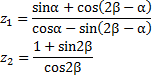 z₁ = (sinα + cos(2β − α)) / (cosα − sin(2β − α))
z₂ = (1 + sin2β) / cos2β